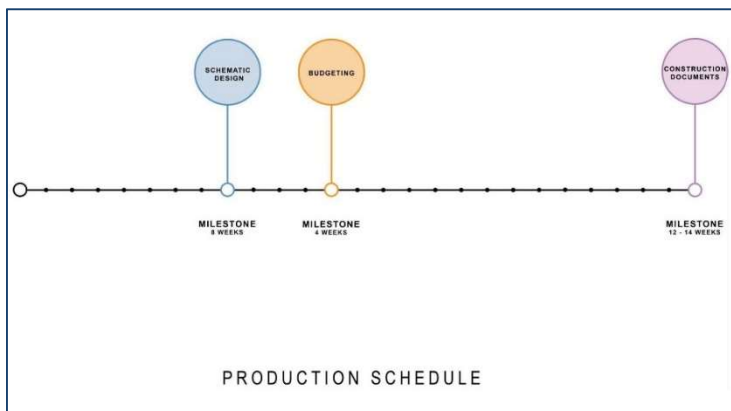 SCHEMATIC
DESIGN
BUDGETING
CONSTRUCTION
DOCUMENTS
MILESTONE
8 WEEKS
MILESTONE
4 WEEKS
MILESTONE
12 - 14 WEEKS
PRODUCTION SCHEDULE